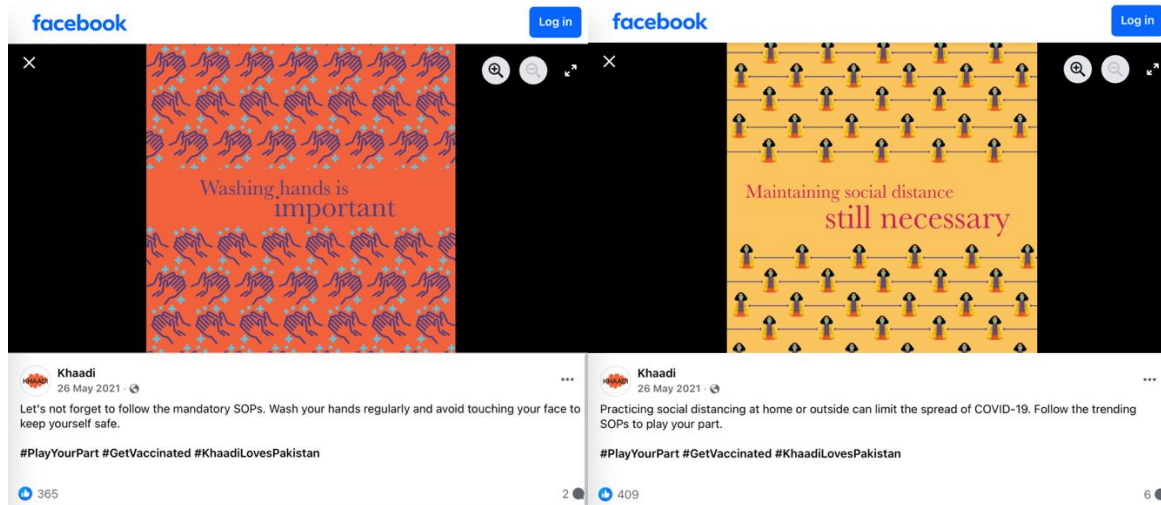 facebook
Log in
Washing hands is
important
KHAADI
Khaadi
26 May 2021
Let's not forget to follow the mandatory SOPs. Wash your hands regularly and avoid touching your face to
keep yourself safe.
#PlayYourPart #GetVaccinated #KhaadiLovesPakistan
365
2
facebook
Log in
Maintaining social distance
still necessary
KHAADI
Khaadi
26 May 2021
Practicing social distancing at home or outside can limit the spread of COVID-19. Follow the trending
SOPs to play your part.
#PlayYourPart #GetVaccinated #KhaadiLovesPakistan
409
6